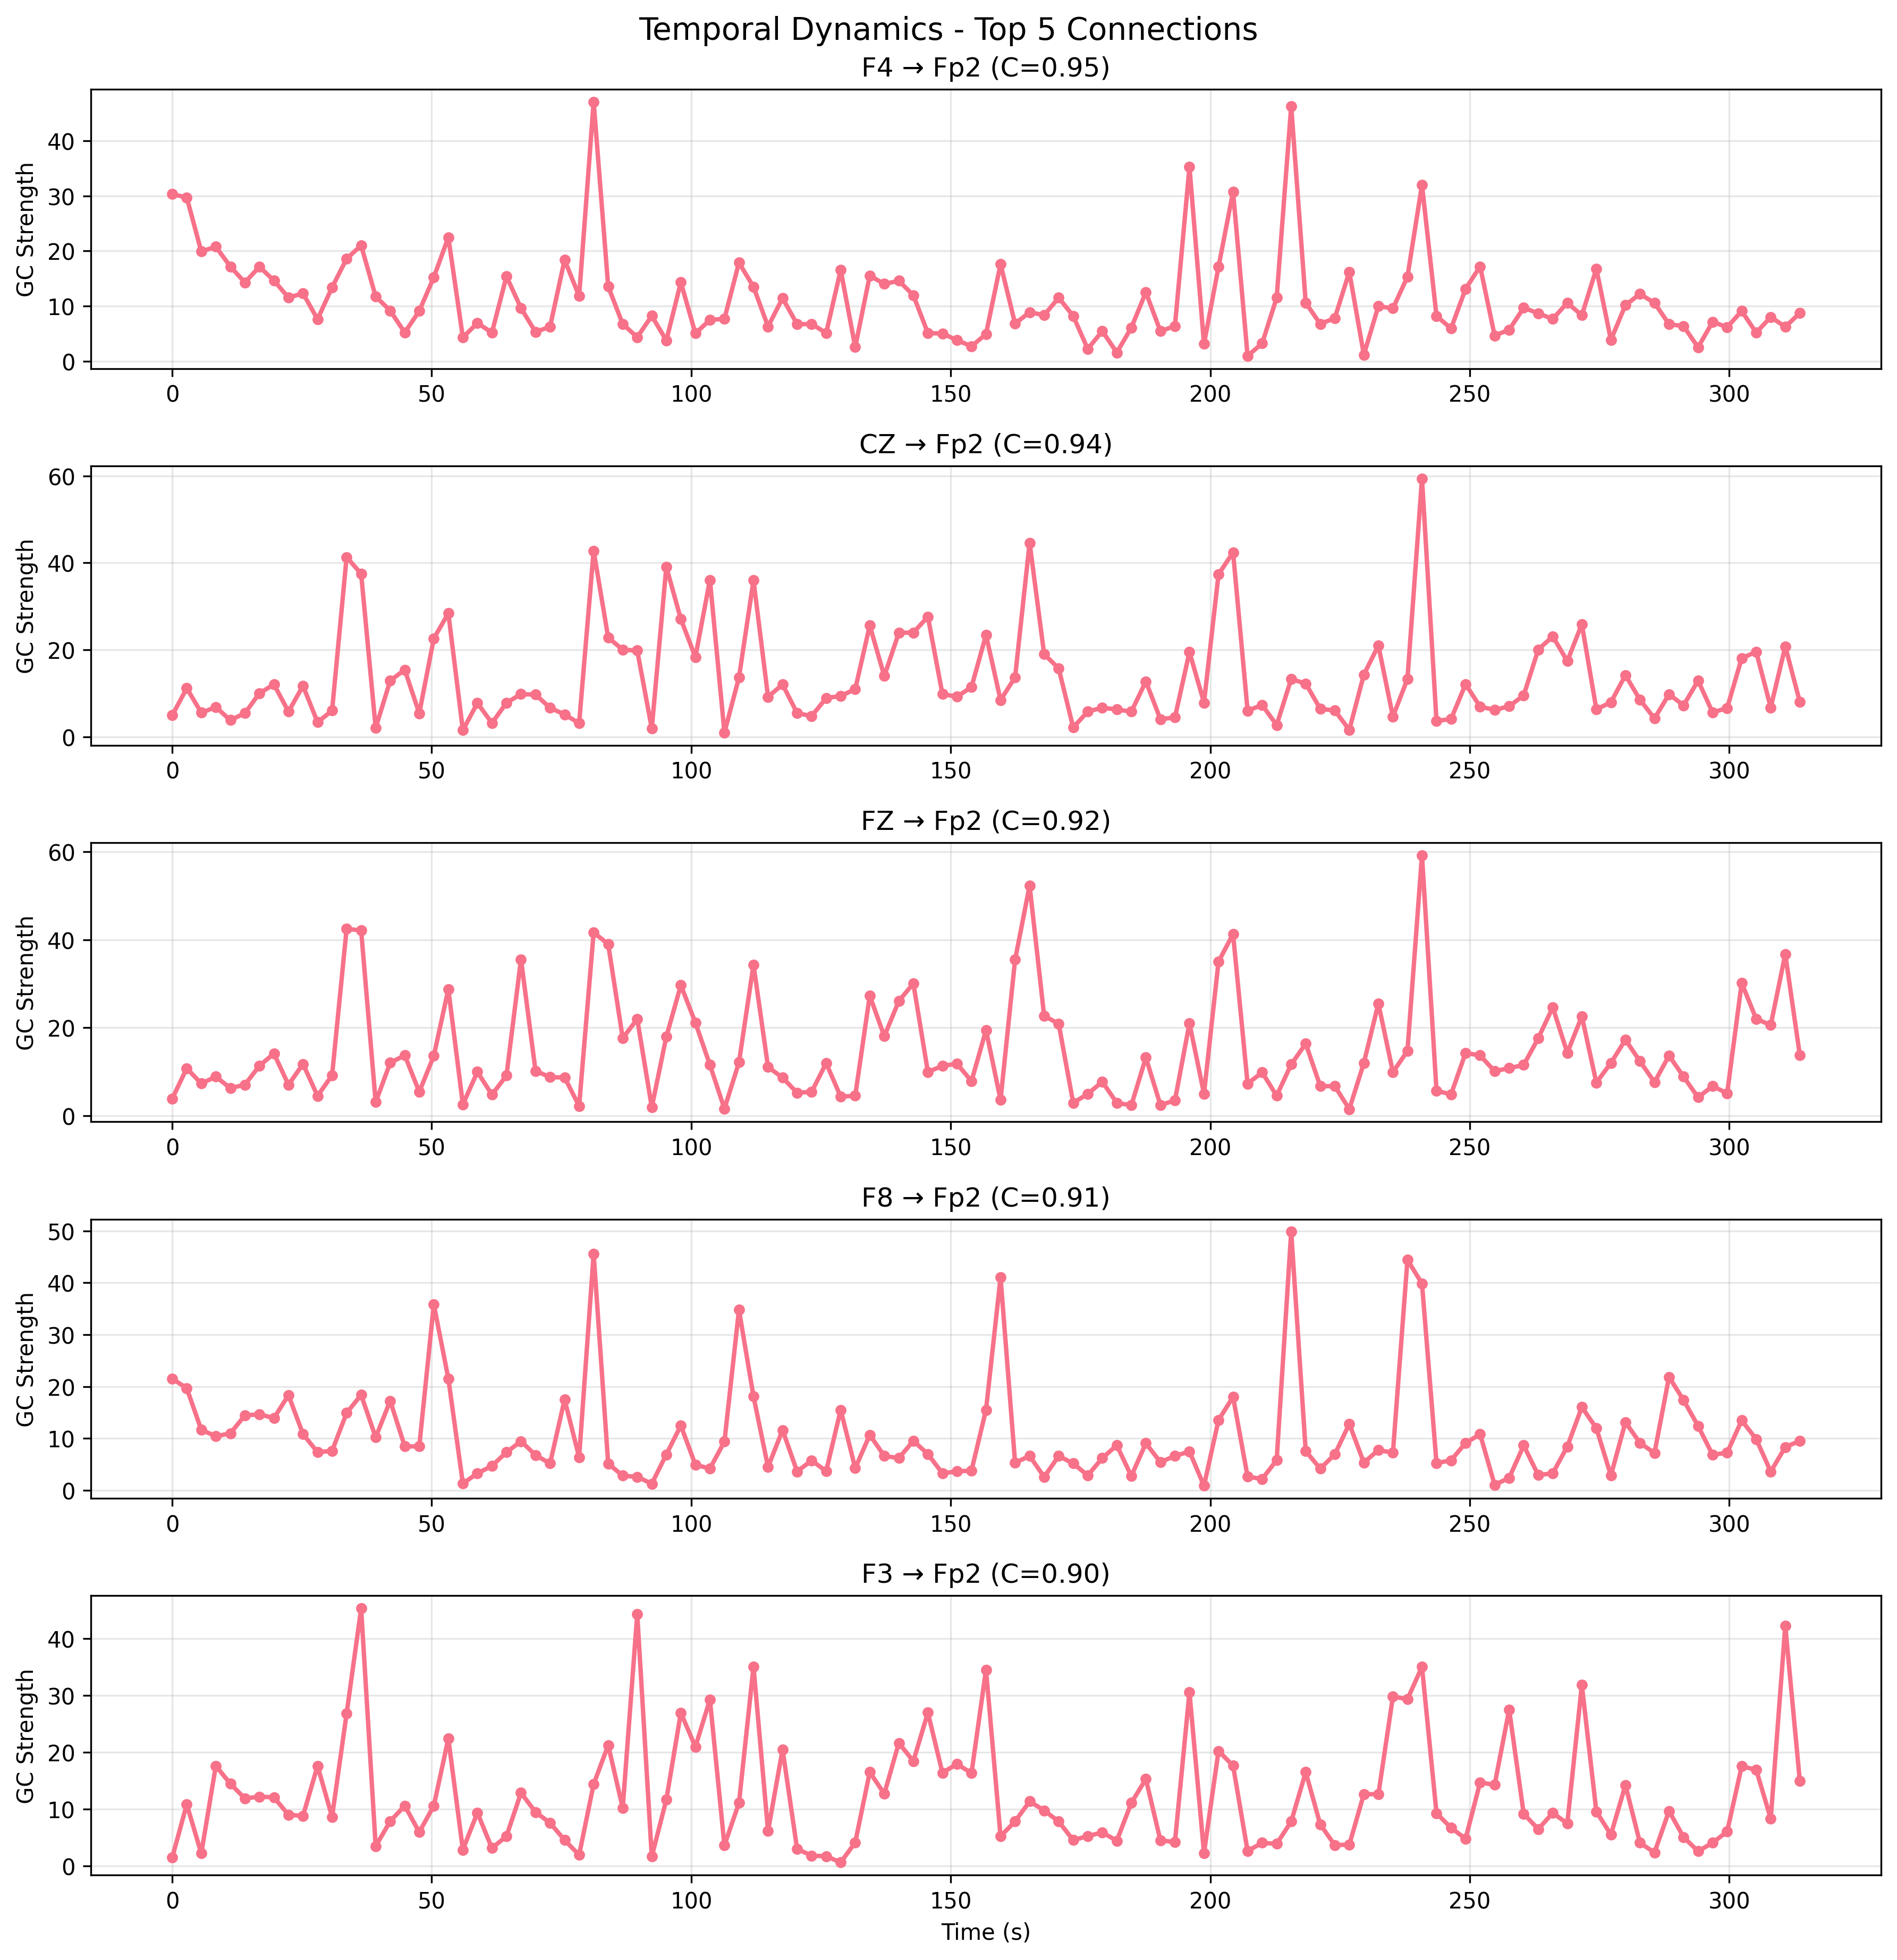 Temporal Dynamics - Top 5 Connections
F4 → Fp2 (C=0.95)
GC Strength
40
30
20
10
0
0 50 100 150 200 250 300
CZ → Fp2 (C=0.94)
GC Strength
60
40
20
0
0 50 100 150 200 250 300
FZ → Fp2 (C=0.92)
GC Strength
60
40
20
0
0 50 100 150 200 250 300
F8 → Fp2 (C=0.91)
GC Strength
50
40
30
20
10
0
0 50 100 150 200 250 300
F3 → Fp2 (C=0.90)
GC Strength
40
30
20
10
0
0 50 100 150 200 250 300
Time (s)